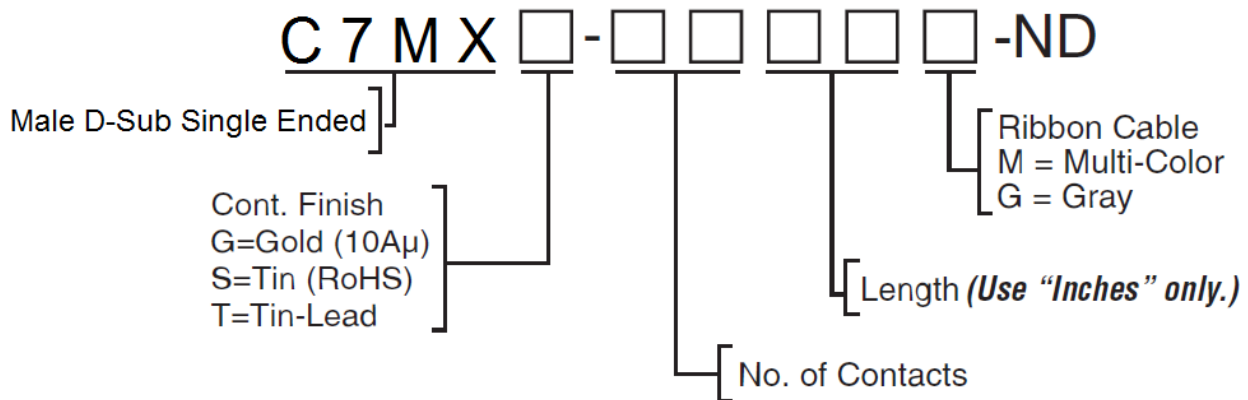 C 7 M X □ - □ □ □ □ □ -ND
Male D-Sub Single Ended
Ribbon Cable
M = Multi-Color
G = Gray
Cont. Finish
G=Gold (10Aµ)
S=Tin (RoHS)
T=Tin-Lead
Length (Use “Inches” only.)
No. of Contacts